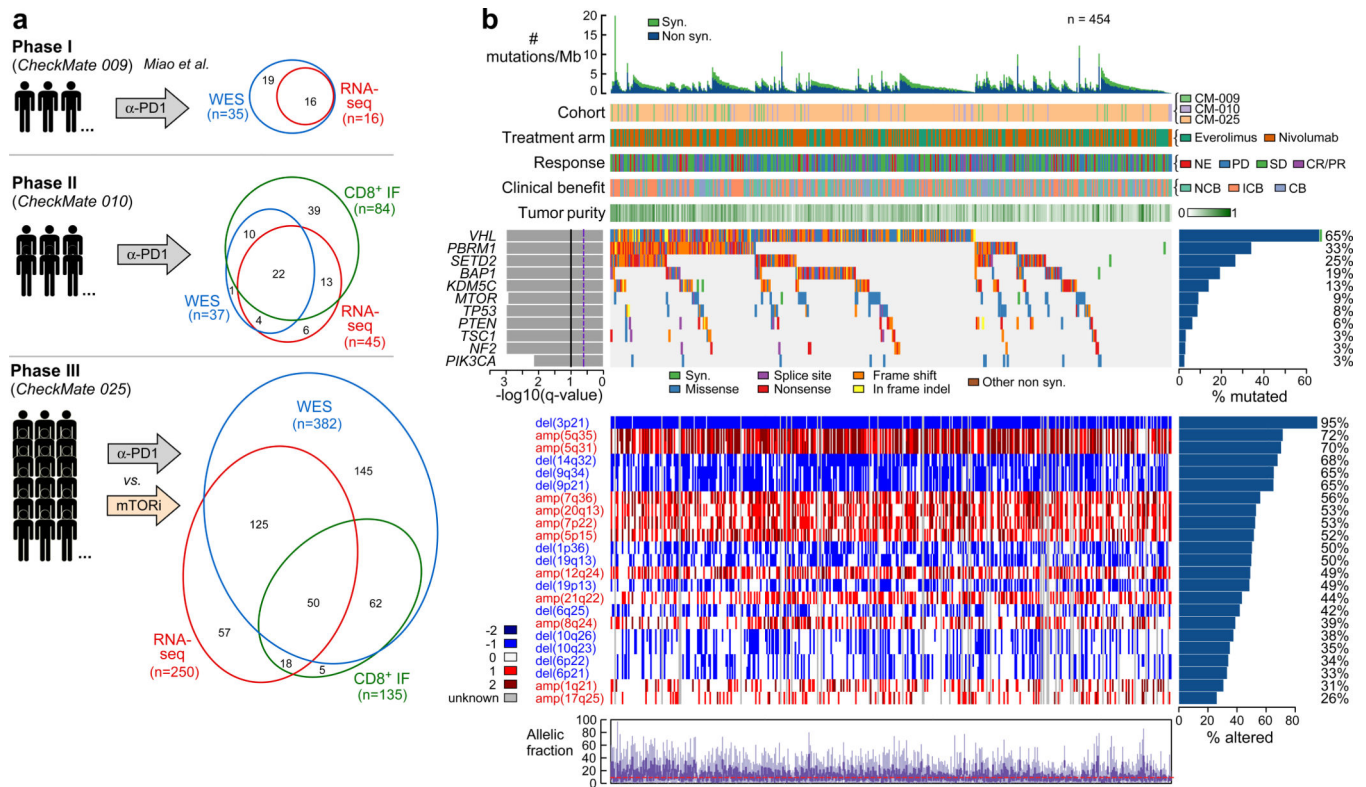 a
Phase I
(CheckMate 009) Miao et al.
α-PD1
WES
(n=35)
19
16
RNA-
seq
(n=16)
Phase II
(CheckMate 010)
α-PD1
CD8+ IF
(n=84)
39
10
22
13
1
4
6
WES
(n=37)
RNA-
seq
(n=45)
Phase III
(CheckMate 025)
α-PD1
vs.
mTORi
WES
(n=382)
145
125
50
62
57
18
5
RNA-
seq
(n=250)
CD8+ IF
(n=135)
b
#
mutations/Mb
20
15
10
5
0
Syn.
Non syn.
n = 454
Cohort
CM-009
CM-010
CM-025
Treatment arm
Everolimus
Nivolumab
Response
NE
PD
SD
CR/PR
Clinical benefit
NCB
ICB
CB
Tumor purity
0
1
VHL
65%
PBRM1
33%
SETD2
25%
BAP1
19%
KDM5C
13%
MTOR
9%
TP53
8%
PTEN
6%
TSC1
3%
NF2
3%
PIK3CA
3%
3 2 1 0
-log10(q-value)
Syn.
Splice site
Frame shift
Other non syn.
Missense
Nonsense
In frame indel
0 20 40 60
% mutated
del(3p21)
95%
amp(5q35)
72%
amp(5q31)
70%
del(14q32)
68%
del(9q34)
65%
del(9p21)
65%
amp(7q36)
56%
amp(20q13)
53%
amp(7p22)
53%
amp(5p15)
52%
del(1p36)
50%
del(19q13)
50%
amp(12q24)
49%
del(19p13)
49%
amp(21q22)
44%
del(6q25)
42%
amp(8q24)
39%
del(10q26)
38%
del(10q23)
35%
del(6p22)
34%
del(6p21)
33%
amp(1q21)
31%
amp(17q25)
26%
-2
-1
0
1
2
unknown
0 20 40 60 80
% altered
Allelic
fraction
100
80
60
40
20
0